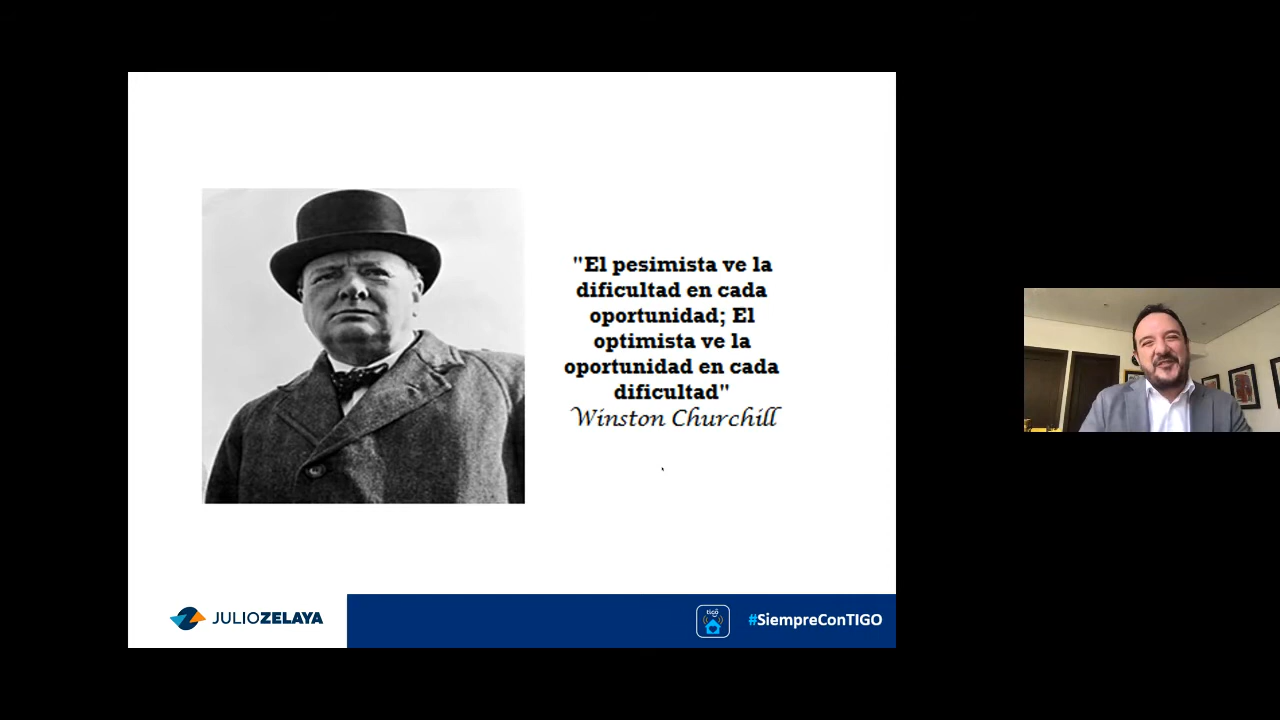 "El pesimista ve la
dificultad en cada
oportunidad; El
optimista ve la
oportunidad en cada
dificultad"
Winston Churchill
JULIOZELAYA
tigo
#SiempreConTIGO